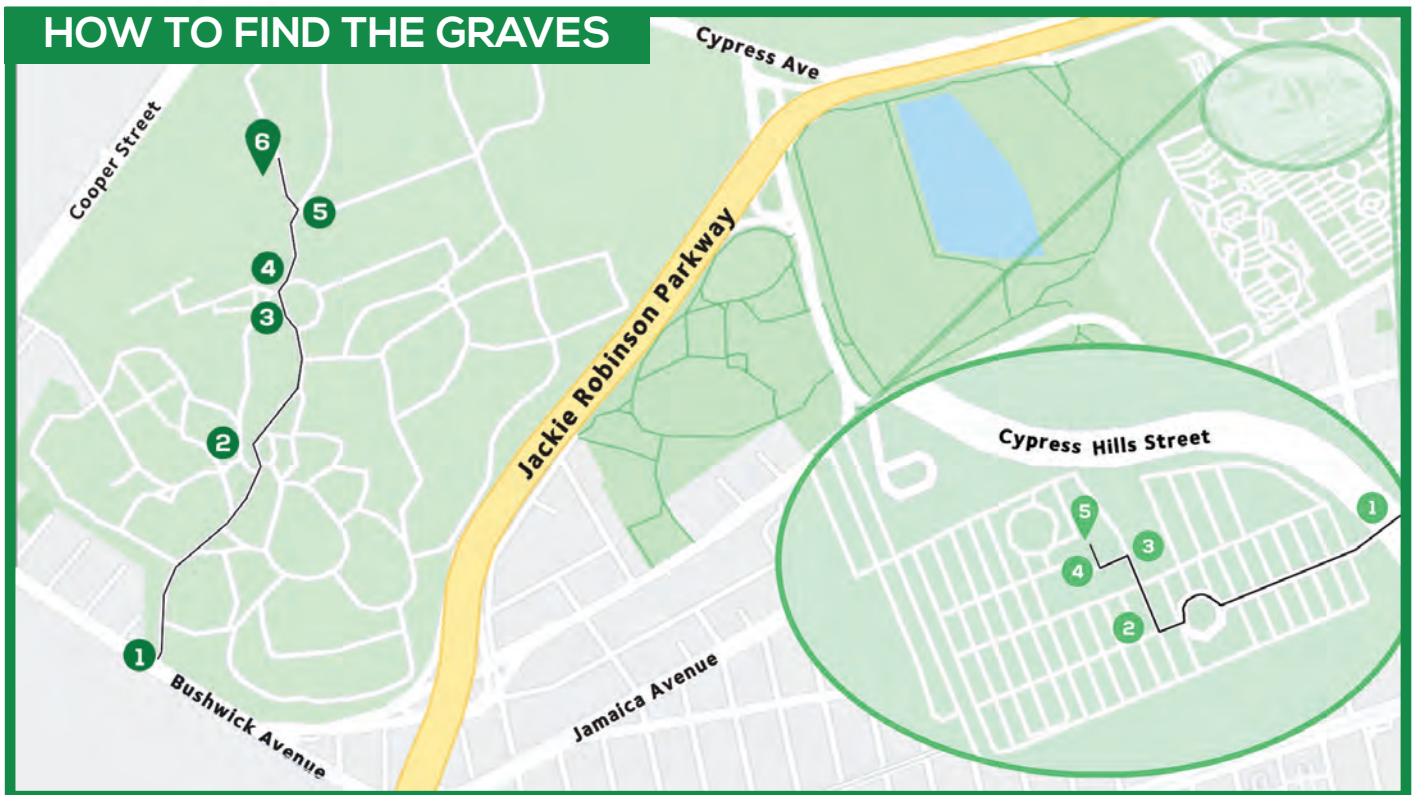 HOW TO FIND THE GRAVES
Cypress Ave
Cooper Street
6
5
4
3
2
1
Bushwick Avenue
Jackie Robinson Parkway
Jamaica Avenue
Cypress Hills Street
1
5
3
4
2